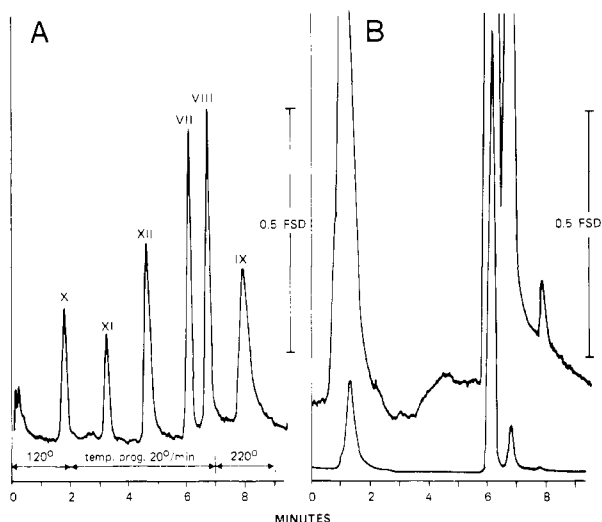 A
B
VIII
VII
XII
IX
X
XI
0.5 FSD
0.5 FSD
120° temp. prog. 20°/min 220°
0 2 4 6 8
0 2 4 6 8
MINUTES